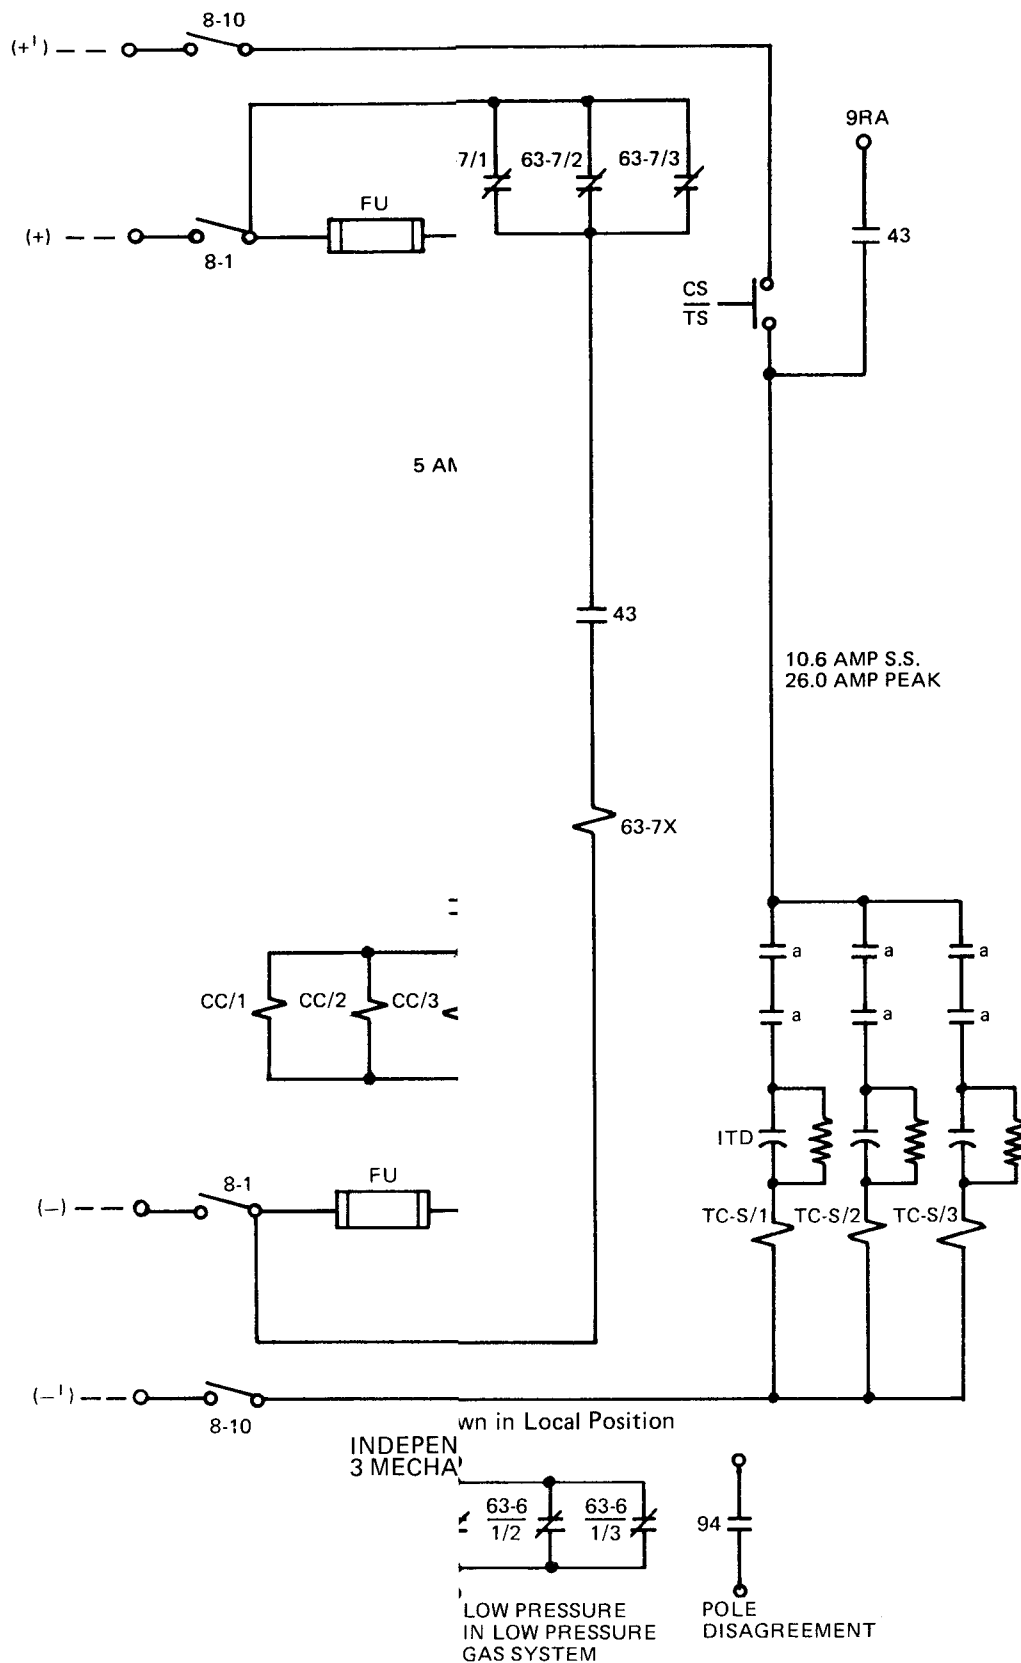 8-10
(+')
9RA
7/1 63-7/2 63-7/3
FU
(+)
8-1
43
CS
TS
5 AM
43
10.6 AMP S.S.
26.0 AMP PEAK
63-7X
a a a
CC/1 CC/2 CC/3
a a a
ITD
8-1 FU
(—)
TC-S/1 TC-S/2 TC-S/3
(—')
8-10
wn in Local Position
INDEPEN
3 MECHA
63-6 63-6
1/2 1/3
94
LOW PRESSURE
IN LOW PRESSURE
GAS SYSTEM
POLE
DISAGREEMENT